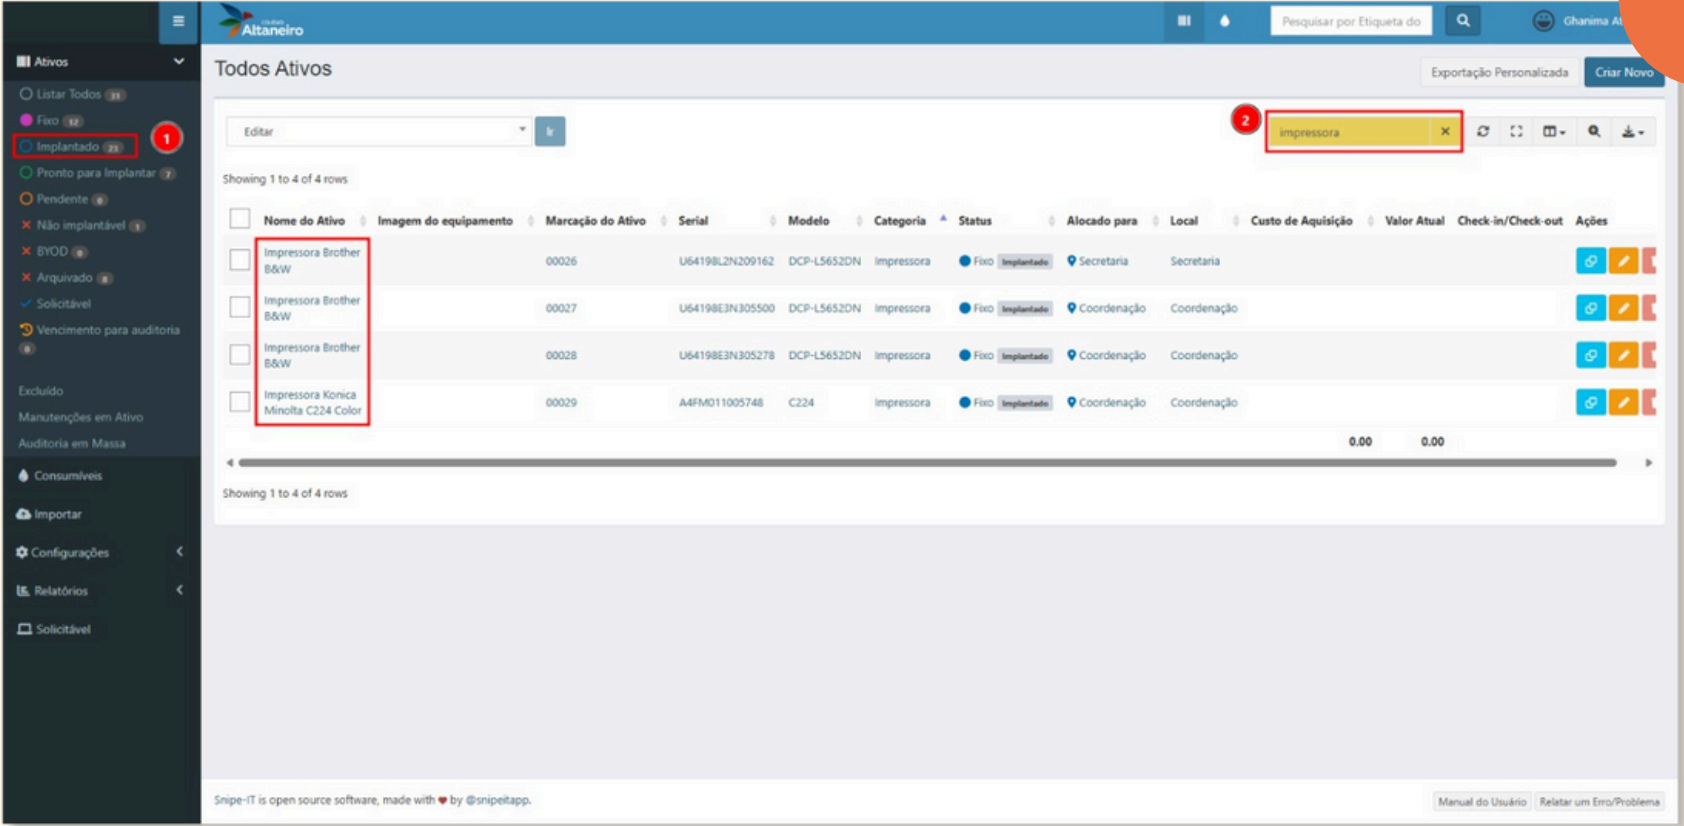 Altaneiro
Pesquisar por Etiqueta do
Ghanima
Ativos
Listar Todos 31
Fixo 12
Implantado 23
1
Pronto para Implantar 7
Pendente 0
Não implantável 1
BYOD 0
Arquivado 0
Solicitável
Vencimento para auditoria
0
Excluído
Manutenções em Ativo
Auditoria em Massa
Consumíveis
Importar
Configurações
Relatórios
Solicitável
Todos Ativos
Exportação Personalizada
Criar Novo
Editar
Ir
2
impressora
Showing 1 to 4 of 4 rows
Nome do Ativo Imagem do equipamento Marcação do Ativo Serial Modelo Categoria Status Alocado para Local Custo de Aquisição Valor Atual Check-in/Check-out Ações
Impressora Brother
B&W
00026 U64198L2N209162 DCP-L5652DN Impressora Fixo Implantado Secretaria Secretaria
Impressora Brother
B&W
00027 U64198E3N305500 DCP-L5652DN Impressora Fixo Implantado Coordenação Coordenação
Impressora Brother
B&W
00028 U64198E3N305278 DCP-L5652DN Impressora Fixo Implantado Coordenação Coordenação
Impressora Konica
Minolta C224 Color
00029 A4FM011005748 C224 Impressora Fixo Implantado Coordenação Coordenação
0.00 0.00
Showing 1 to 4 of 4 rows
Snipe-IT is open source software, made with ♥ by @snipeitapp.
Manual do Usuário
Relatar um Erro/Problema